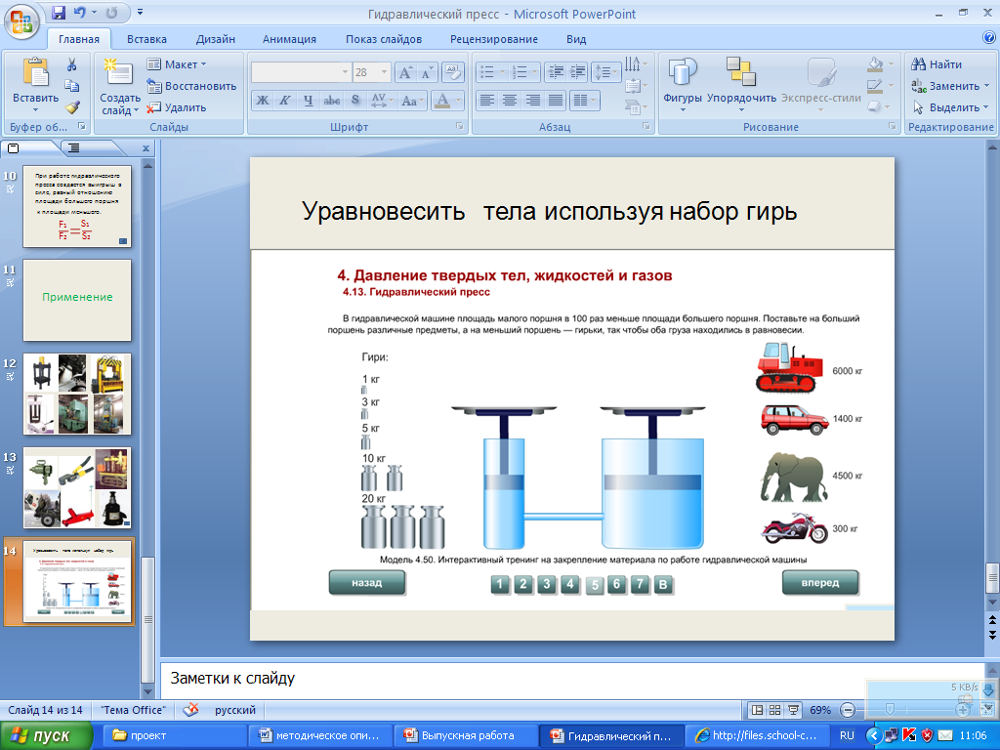 Гидравлический пресс - Microsoft PowerPoint
Главная
Вставка
Дизайн
Анимация
Показ слайдов
Рецензирование
Вид
Вставить
Буфер об...
Создать слайд
Макет
Восстановить
Удалить
Слайды
28
Ж К Ч abc S AV Aa А
Шрифт
Абзац
Фигуры
Упорядочить
Экспресс-стили
Рисование
Найти
Заменить
Выделить
Редактирование
10
При работе гидравлического
пресса создается выигрыш в
силе, равный отношению
площади большего поршня
к площади меньшего.
F1 S1
F2 = S2
11
Применение
12
13
14
Уравновесить тела используя набор гирь
Уравновесить тела используя набор гирь
4. Давление твердых тел, жидкостей и газов
4.13. Гидравлический пресс
В гидравлической машине площадь малого поршня в 100 раз меньше площади большего поршня. Поставьте на больший
поршень различные предметы, а на меньший поршень — гирьки, так чтобы оба груза находились в равновесии.
Гири:
1 кг
3 кг
5 кг
10 кг
20 кг
6000 кг
1400 кг
4500 кг
300 кг
Модель 4.50. Интерактивный тренинг на закрепление материала по работе гидравлической машины
назад
1 2 3 4 5 6 7 В
вперед
Заметки к слайду
5 KB/s
Слайд 14 из 14
"Тема Office"
русский
69%
пуск
проект
методическое опи...
Выпускная работа
Гидравлический п...
http://files.school-c...
RU
11:06